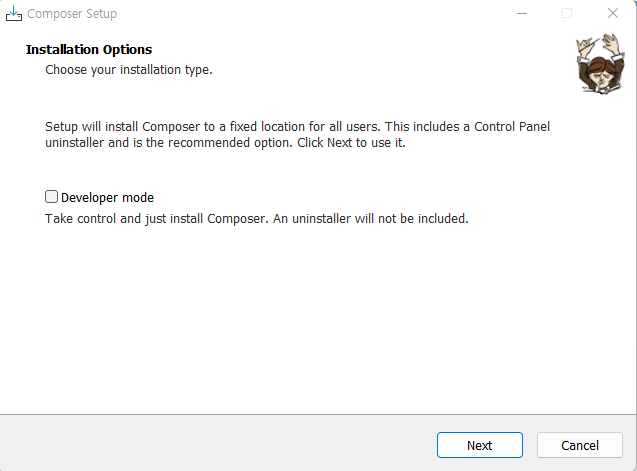 Composer Setup
Installation Options
Choose your installation type.
Setup will install Composer to a fixed location for all users. This includes a Control Panel
uninstaller and is the recommended option. Click Next to use it.
Developer mode
Take control and just install Composer. An uninstaller will not be included.
Next Cancel